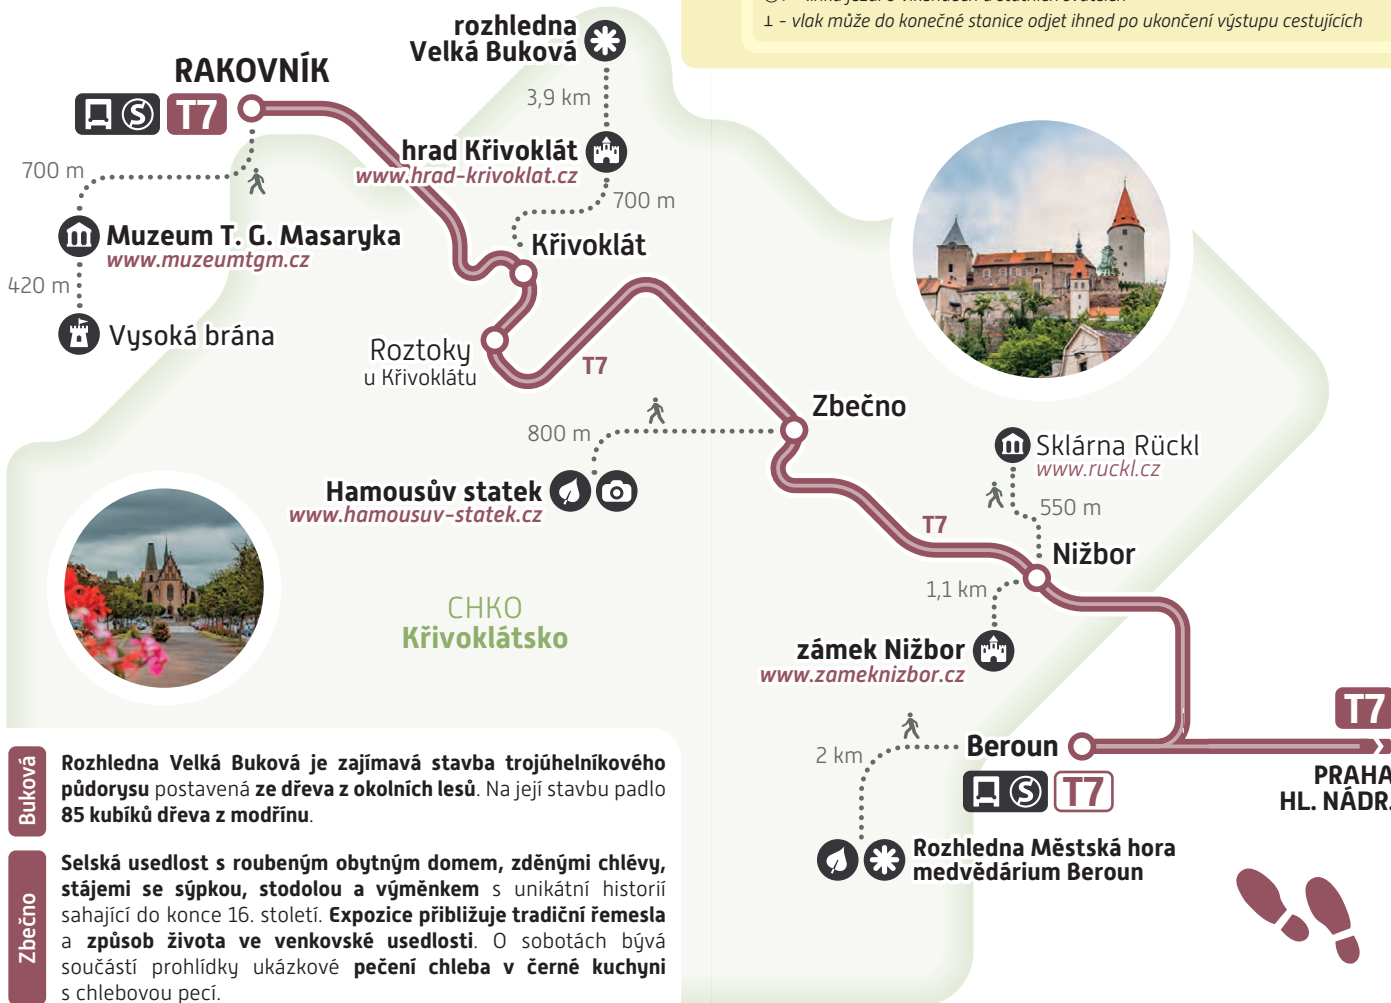 ⊥ - vlak může do konečné stanice odjet ihned po ukončení výstupu cestujících
rozhledna
Velká Buková
RAKOVNÍK
S T7
3,9 km
hrad Křivoklát
www.hrad-krivoklat.cz
700 m
700 m
Muzeum T. G. Masaryka
www.muzeumtgm.cz
Křivoklát
420 m
Vysoká brána
Roztoky
u Křivoklátu
T7
Zbečno
800 m
Sklárna Rückl
www.ruckl.cz
Hamousův statek
www.hamousuv-statek.cz
550 m
T7
Nižbor
1,1 km
CHKO
Křivoklátsko
zámek Nižbor
www.zameknizbor.cz
T7
2 km
Beroun
S T7
PRAHA
HL. NÁDR.
Rozhledna Městská hora
medvědárium Beroun
Buková
Rozhledna Velká Buková je zajímavá stavba trojúhelníkového
půdorysu postavená ze dřeva z okolních lesů. Na její stavbu padlo
85 kubíků dřeva z modřínu.
Zbečno
Selská usedlost s roubeným obytným domem, zděnými chlévy,
stájemi se sýpkou, stodolou a výměnkem s unikátní historií
sahající do konce 16. století. Expozice přibližuje tradiční řemesla
a způsob života ve venkovské usedlosti. O sobotách bývá
součástí prohlídky ukázkové pečení chleba v černé kuchyni
s chlebovou pecí.